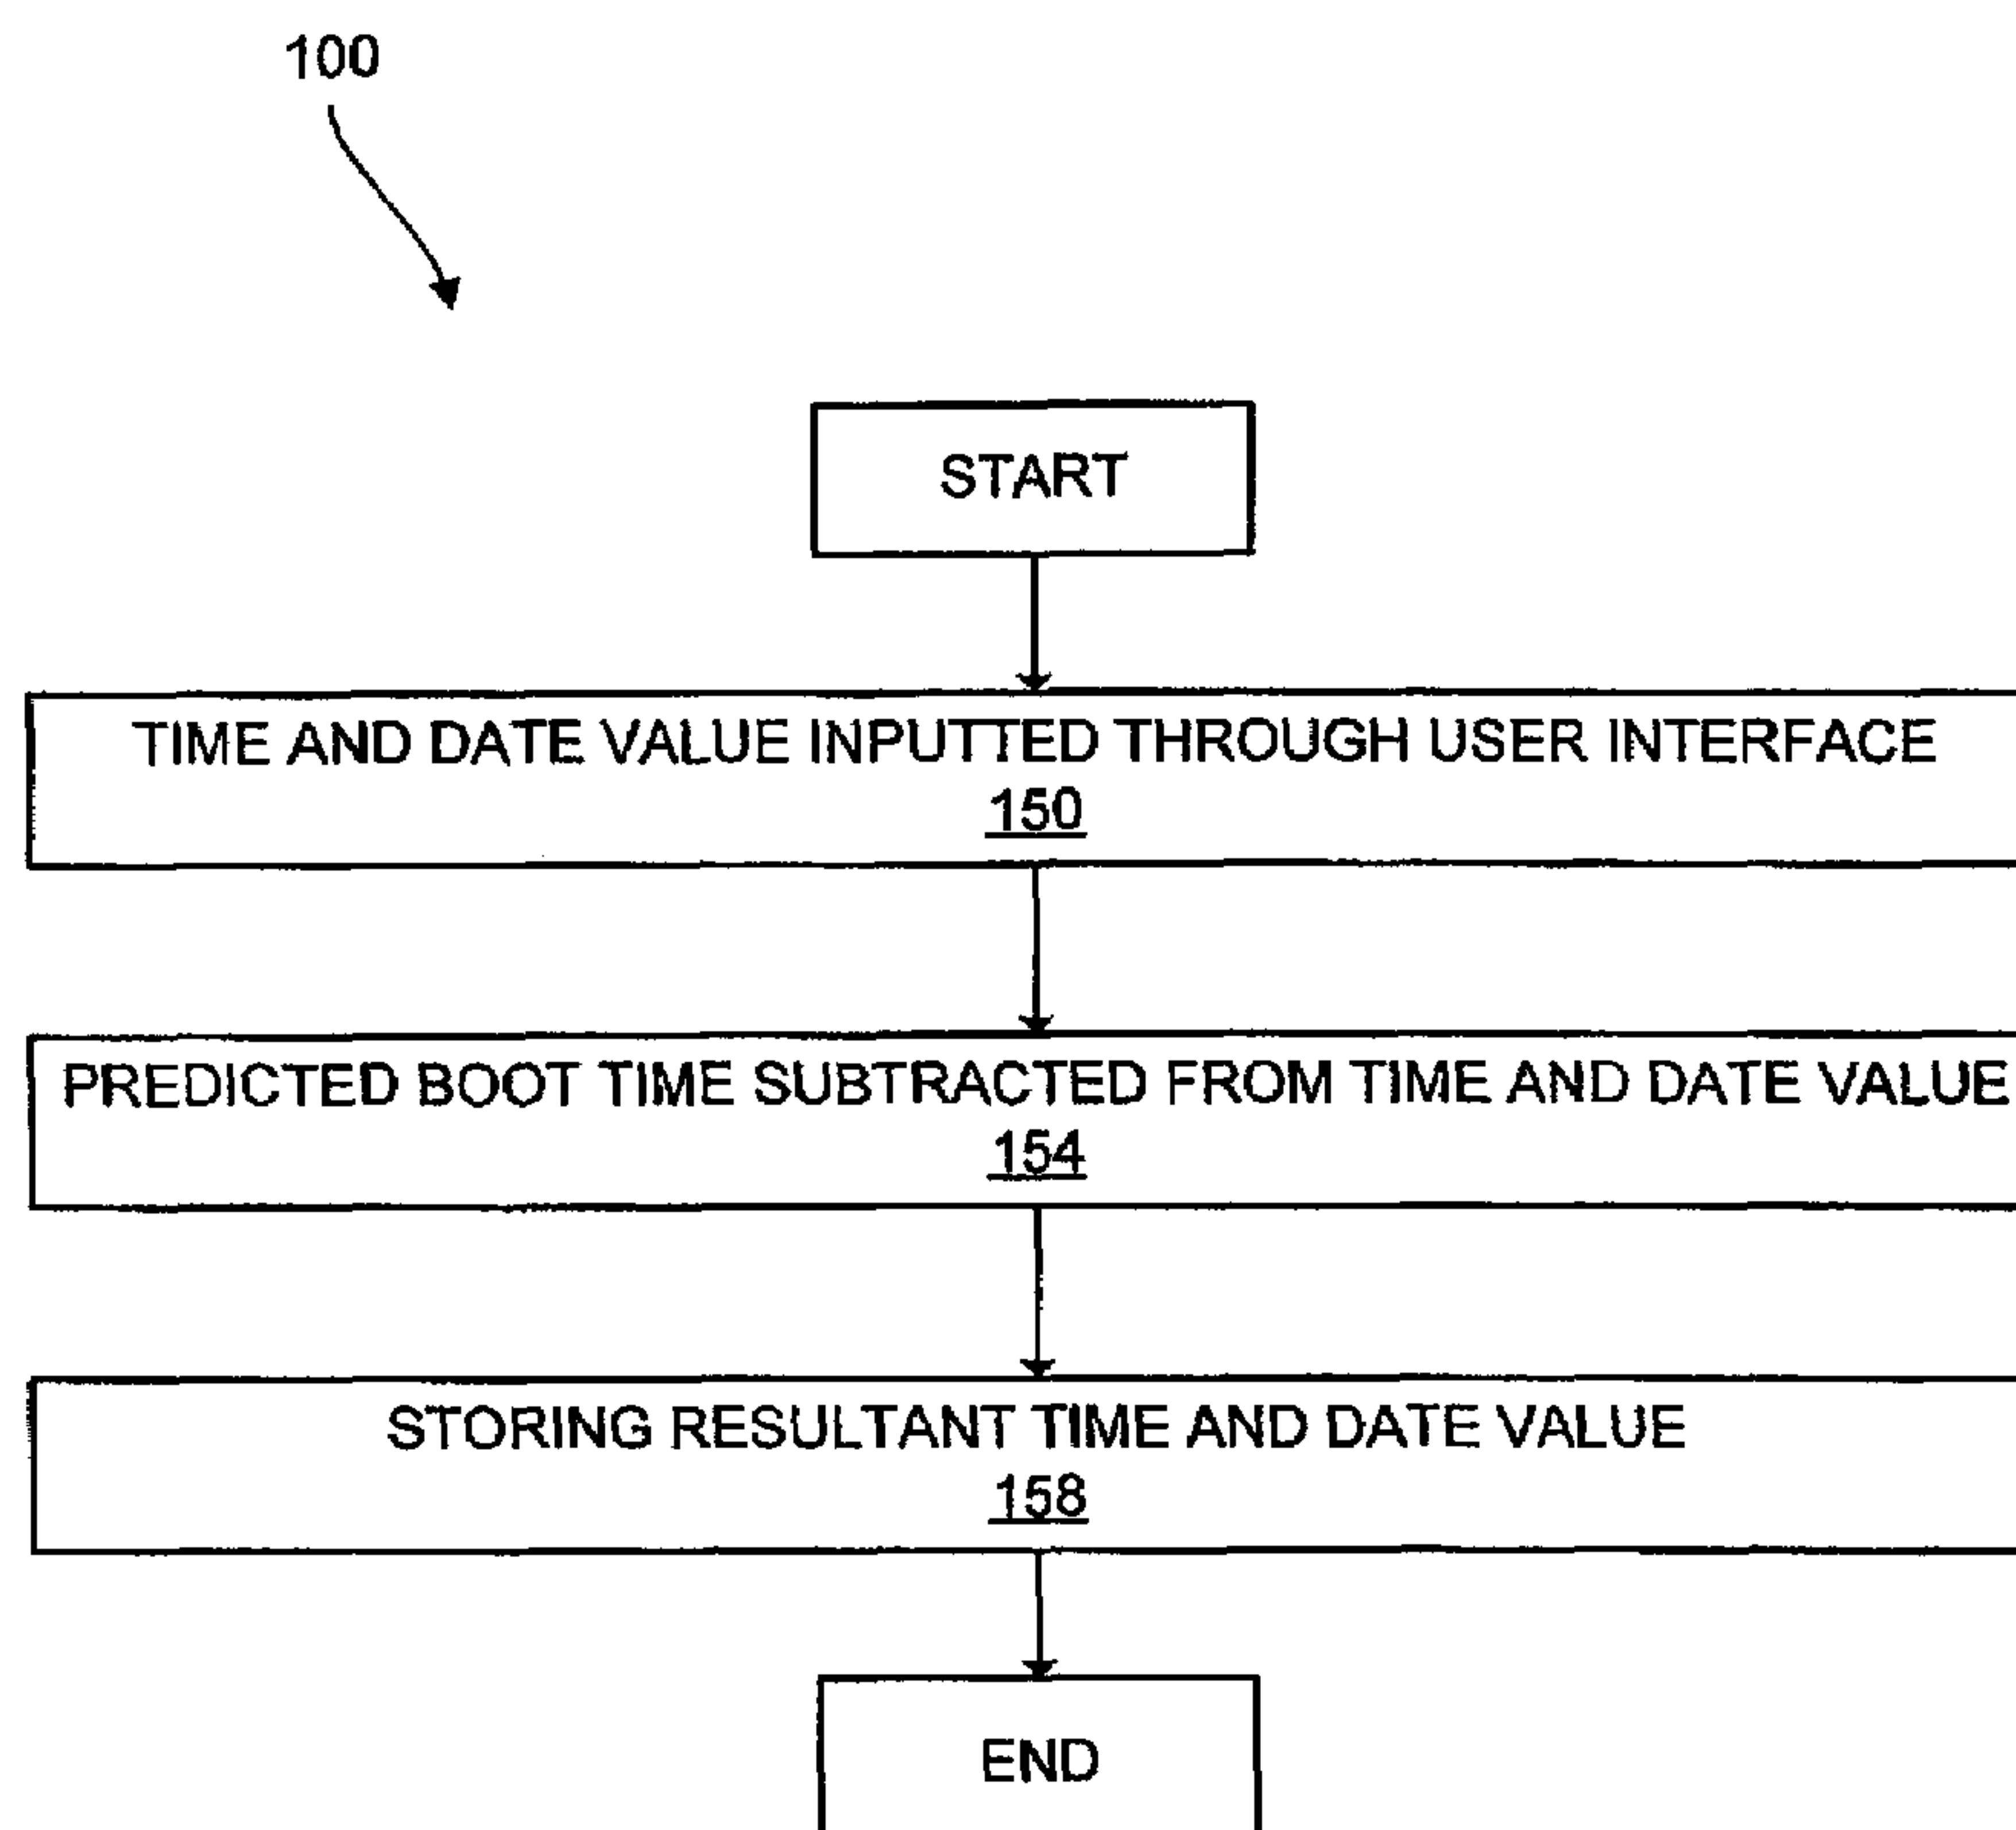 100
START
TIME AND DATE VALUE INPUTTED THROUGH USER INTERFACE
150
PREDICTED BOOT TIME SUBTRACTED FROM TIME AND DATE VALUE
154
STORING RESULTANT TIME AND DATE VALUE
158
END